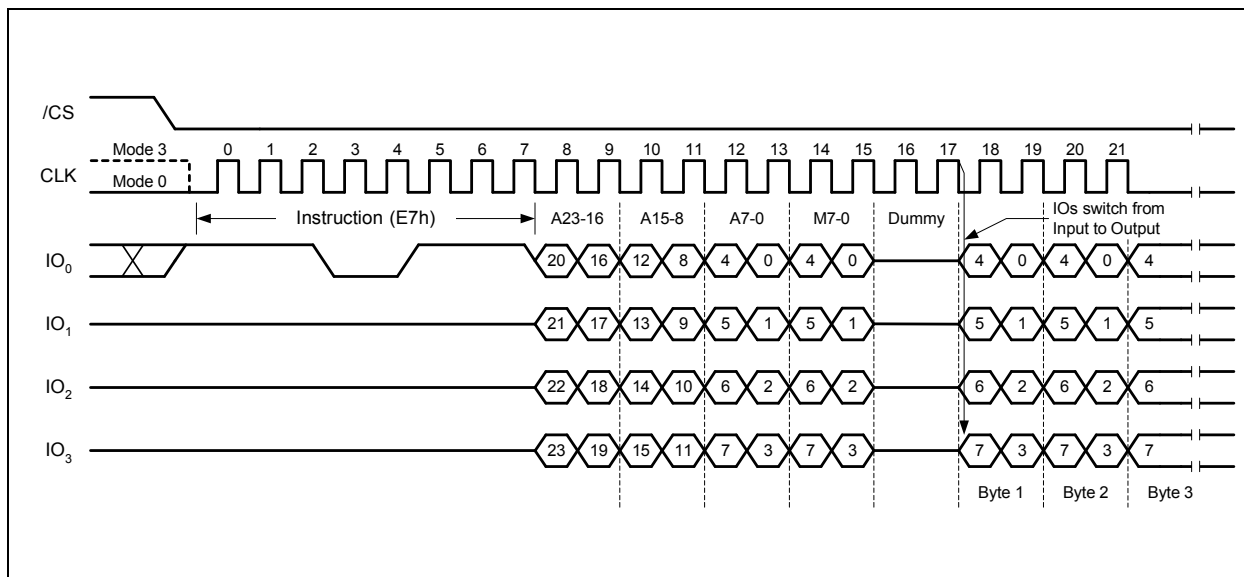 /CS
Mode 3 0 1 2 3 4 5 6 7 8 9 10 11 12 13 14 15 16 17 18 19 20 21
CLK
Mode 0
Instruction (E7h) A23-16 A15-8 A7-0 M7-0 Dummy IOs switch from
Input to Output
IO0 20 16 12 8 4 0 4 0 4 0 4 0 4
IO1 21 17 13 9 5 1 5 1 5 1 5 1 5
IO2 22 18 14 10 6 2 6 2 6 2 6 2 6
IO3 23 19 15 11 7 3 7 3 7 3 7 3 7
Byte 1 Byte 2 Byte 3